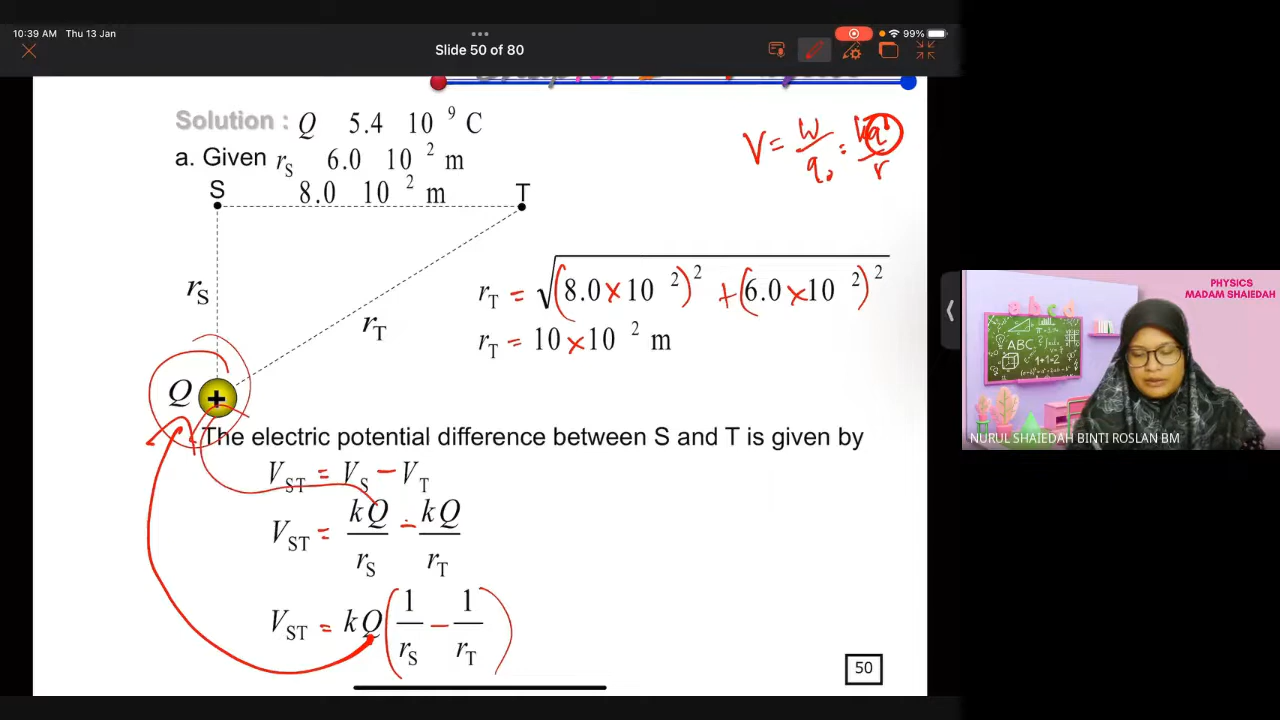 10:39 AM Thu 13 Jan
99%
Slide 50 of 80
Solution : Q 5.4 10 9 C
a. Given rS 6.0 10 2 m
S 8.0 10 2 m T
V = W/q0 = kq/r
rS
rT
rT = √(8.0×10 2)2 + (6.0×10 2)2
rT = 10×10 2 m
Q +
The electric potential difference between S and T is given by
VST = VS − VT
VST = kQ/rS − kQ/rT
VST = kQ(1/rS − 1/rT)
50
PHYSICS
MADAM SHAIEDAH
ABC
1+1=2
NURUL SHAIEDAH BINTI ROSLAN BM